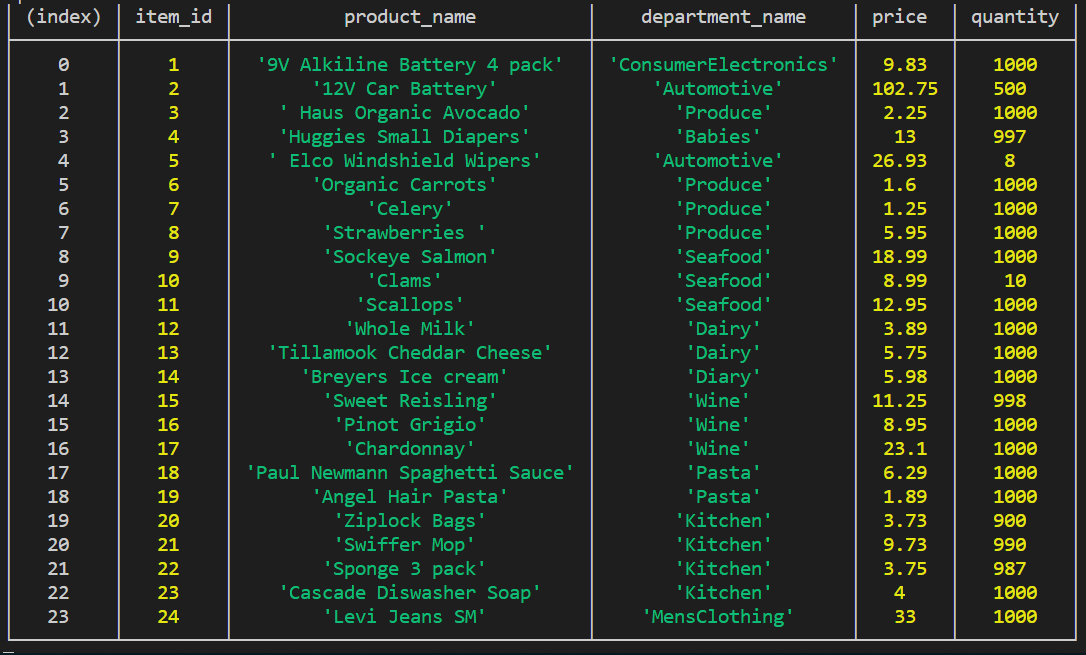 (index) item_id product_name department_name price quantity
0 1 '9V Alkiline Battery 4 pack' 'ConsumerElectronics' 9.83 1000
1 2 '12V Car Battery' 'Automotive' 102.75 500
2 3 ' Haus Organic Avocado' 'Produce' 2.25 1000
3 4 'Huggies Small Diapers' 'Babies' 13 997
4 5 ' Elco Windshield Wipers' 'Automotive' 26.93 8
5 6 'Organic Carrots' 'Produce' 1.6 1000
6 7 'Celery' 'Produce' 1.25 1000
7 8 'Strawberries ' 'Produce' 5.95 1000
8 9 'Sockeye Salmon' 'Seafood' 18.99 1000
9 10 'Clams' 'Seafood' 8.99 10
10 11 'Scallops' 'Seafood' 12.95 1000
11 12 'Whole Milk' 'Dairy' 3.89 1000
12 13 'Tillamook Cheddar Cheese' 'Dairy' 5.75 1000
13 14 'Breyers Ice cream' 'Diary' 5.98 1000
14 15 'Sweet Reisling' 'Wine' 11.25 998
15 16 'Pinot Grigio' 'Wine' 8.95 1000
16 17 'Chardonnay' 'Wine' 23.1 1000
17 18 'Paul Newmann Spaghetti Sauce' 'Pasta' 6.29 1000
18 19 'Angel Hair Pasta' 'Pasta' 1.89 1000
19 20 'Ziplock Bags' 'Kitchen' 3.73 900
20 21 'Swiffer Mop' 'Kitchen' 9.73 990
21 22 'Sponge 3 pack' 'Kitchen' 3.75 987
22 23 'Cascade Diswasher Soap' 'Kitchen' 4 1000
23 24 'Levi Jeans SM' 'MensClothing' 33 1000